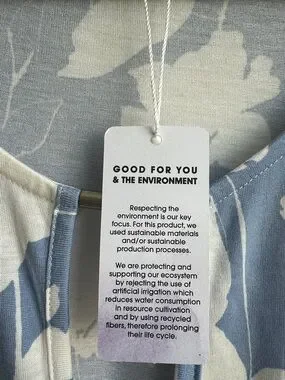 GOOD FOR YOU
& THE ENVIRONMENT
Respecting the
environment is our key
focus. For this product, we
used sustainable materials
and/or sustainable
production processes.
We are protecting and
supporting our ecosystem
by rejecting the use of
artificial irrigation which
reduces water consumption
in resource cultivation
and by using recycled
fibers, therefore prolonging
their life cycle.